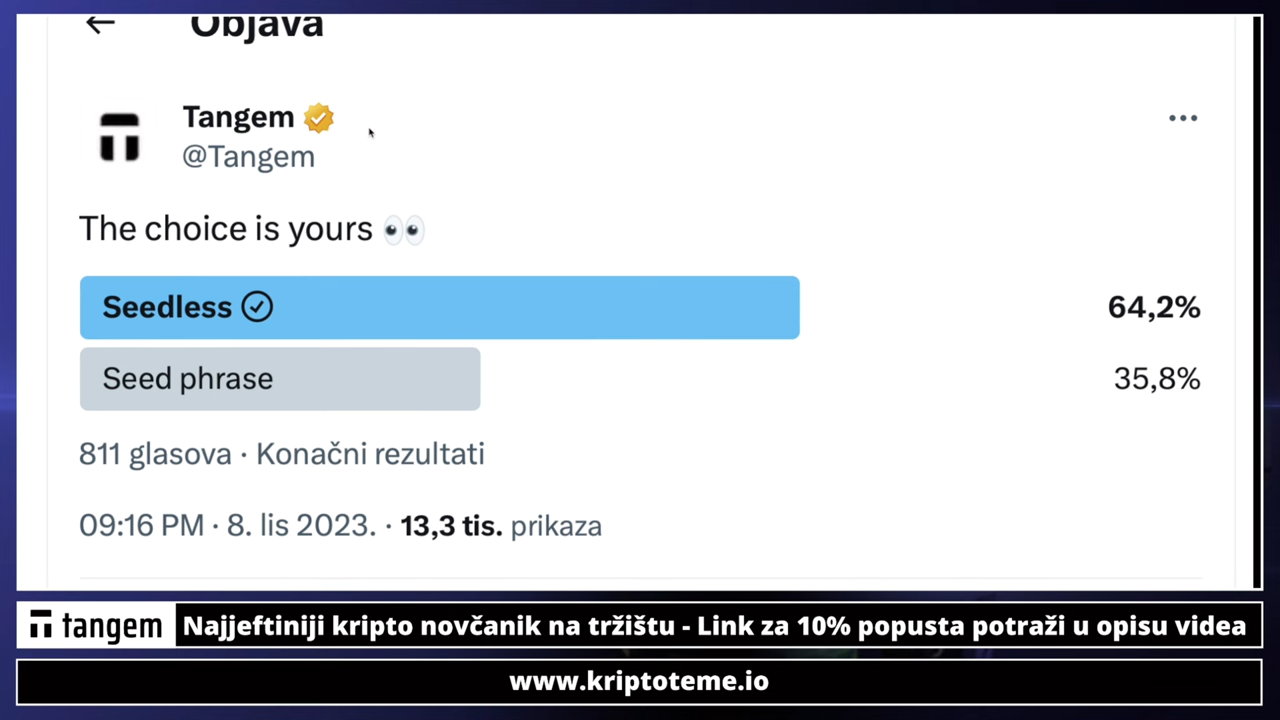 Objava
Tangem
@Tangem
The choice is yours 👀
Seedless 64,2%
Seed phrase 35,8%
811 glasova · Konačni rezultati
09:16 PM · 8. lis 2023. · 13,3 tis. prikaza
tangem Najjeftiniji kripto novčanik na tržištu - Link za 10% popusta potraži u opisu videa
www.kriptoteme.io